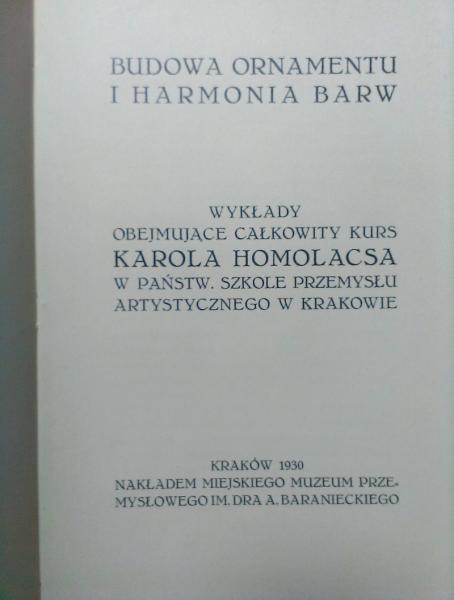 BUDOWA ORNAMENTU
I HARMONIA BARW
WYKŁADY
OBEJMUJĄCE CAŁKOWITY KURS
KAROLA HOMOLACSA
W PAŃSTW. SZKOLE PRZEMYSŁU
ARTYSTYCZNEGO W KRAKOWIE
KRAKÓW 1930
NAKŁADEM MIEJSKIEGO MUZEUM PRZE-
MYSŁOWEGO IM. DRA A. BARANIECKIEGO